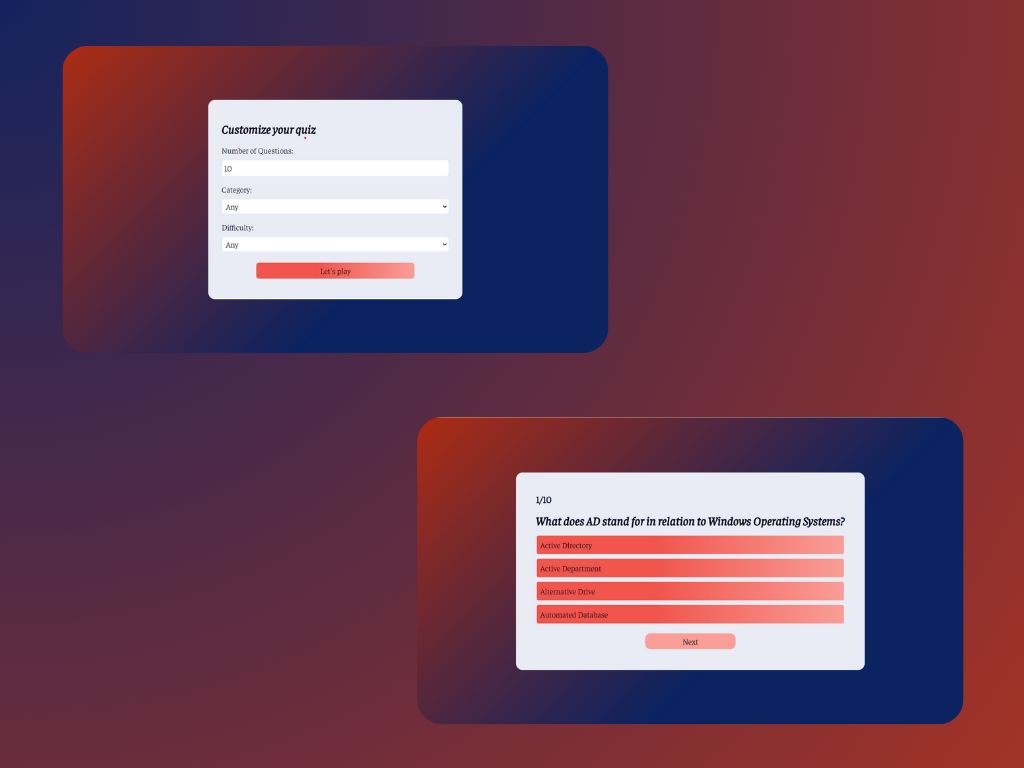 Customize your quiz
Number of Questions:
10
Category:
Any
Difficulty:
Any
Let's play
1/10
What does AD stand for in relation to Windows Operating Systems?
Active Directory
Active Department
Alternative Drive
Automated Database
Next